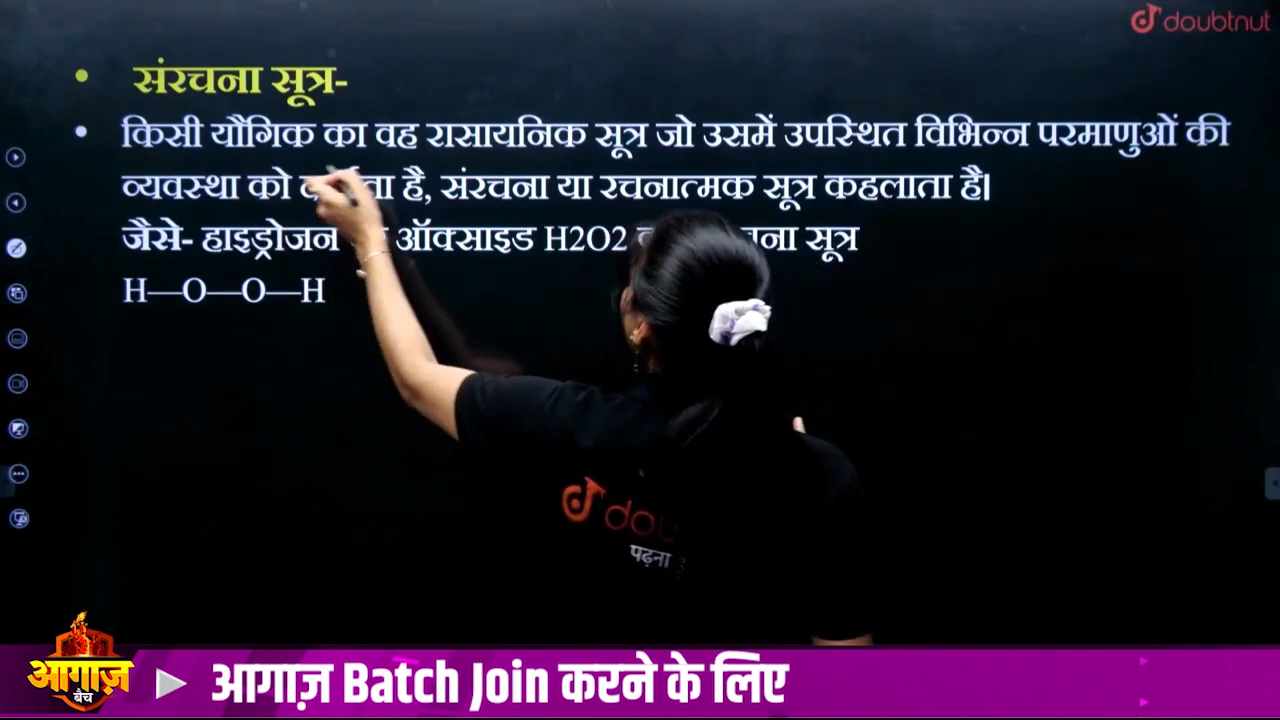 doubtnut
संरचना सूत्र-
किसी यौगिक का वह रासायनिक सूत्र जो उसमें उपस्थित विभिन्न परमाणुओं की
व्यवस्था को है, संरचना या रचनात्मक सूत्र कहलाता है।
जैसे- हाइड्रोजन ऑक्साइड H2O2 सूत्र
H—O—O—H
dou
पढ़ना
आगाज़
बैच
आगाज़ Batch Join करने के लिए